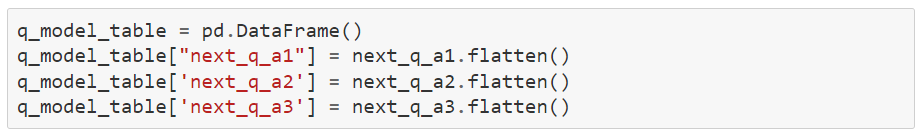 q_model_table = pd.DataFrame()
q_model_table["next_q_a1"] = next_q_a1.flatten()
q_model_table['next_q_a2'] = next_q_a2.flatten()
q_model_table['next_q_a3'] = next_q_a3.flatten()